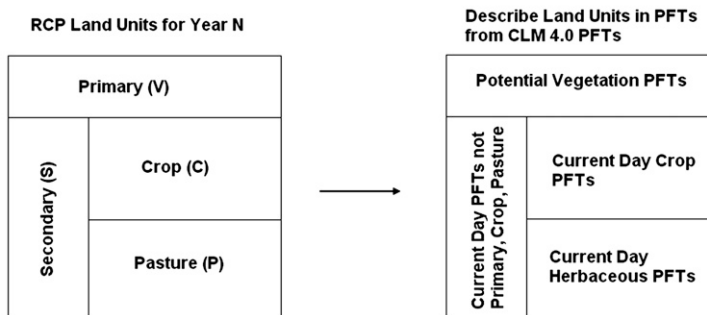 RCP Land Units for Year N
Primary (V)
Secondary (S)
Crop (C)
Pasture (P)
Describe Land Units in PFTs
from CLM 4.0 PFTs
Potential Vegetation PFTs
Current Day PFTs not
Primary, Crop, Pasture
Current Day Crop
PFTs
Current Day
Herbaceous PFTs